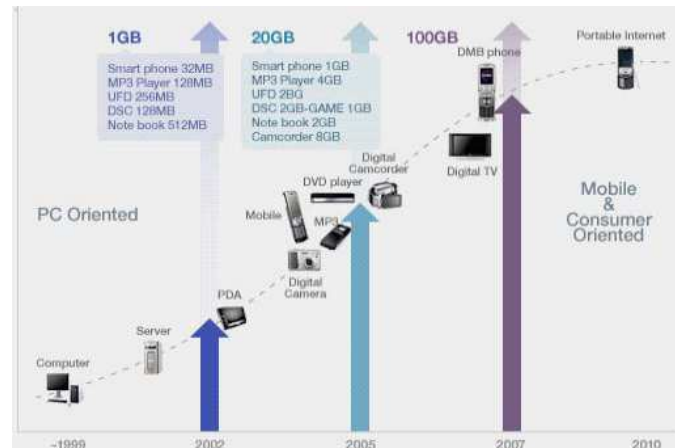 1GB
Smart phone 32MB
MP3 Player 128MB
UFD 256MB
DSC 128MB
Note book 512MB
20GB
Smart phone 1GB
MP3 Player 4GB
UFD 2BG
DSC 2GB-GAME 1GB
Note book 2GB
Camcorder 8GB
100GB
DMB phone
Portable Internet
Digital TV
Digital
Camcorder
DVD player
Mobile
MP3
Digital
Camera
PC Oriented
Mobile
&
Consumer
Oriented
PDA
Server
Computer
~1999
2002
2005
2007
2010